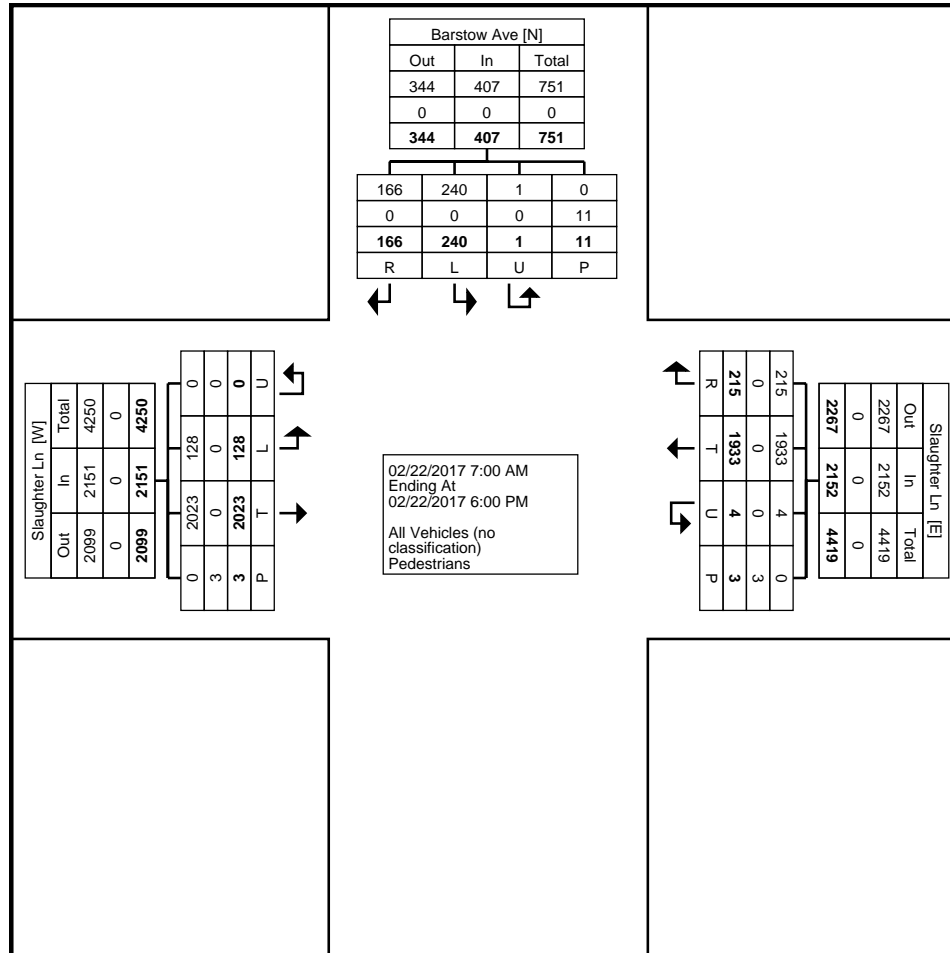 Barstow Ave [N]
Out In Total
344 407 751
0 0 0
344 407 751
166 240 1 0
0 0 0 11
166 240 1 11
R L U P
Slaughter Ln [W]
Total In Out
4250 2151 2099
0 0 0
4250 2151 2099
0 128 2023 0
0 0 0 3
0 128 2023 3
U L T P
02/22/2017 7:00 AM
Ending At
02/22/2017 6:00 PM
All Vehicles (no
classification)
Pedestrians
R T U P
215 1933 4 3
0 0 0 3
215 1933 4 0
Slaughter Ln [E]
Out In Total
2267 2152 4419
0 0 0
2267 2152 4419